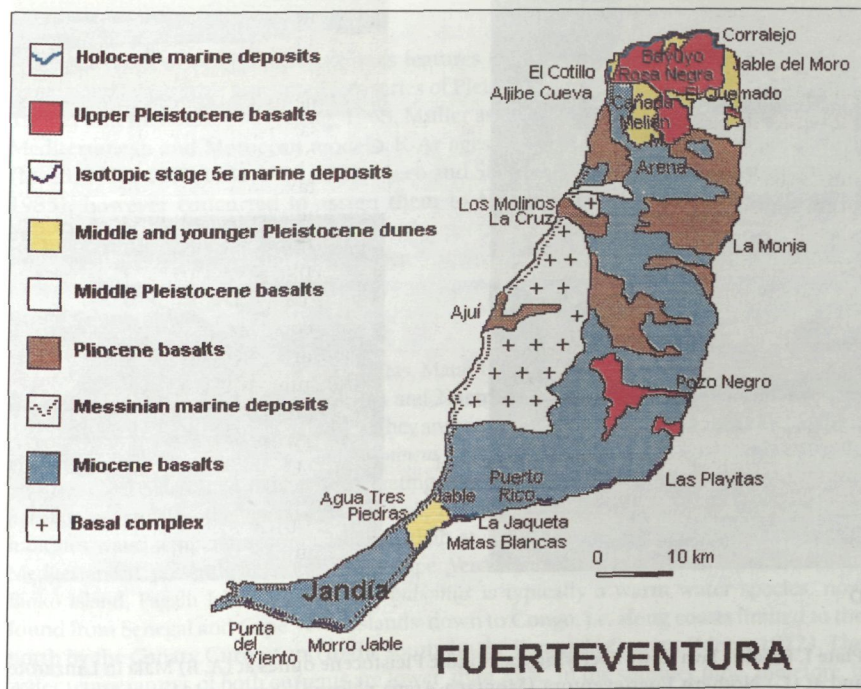 Holocene marine deposits
Upper Pleistocene basalts
Isotopic stage 5e marine deposits
Middle and younger Pleistocene dunes
Middle Pleistocene basalts
Pliocene basalts
Messinian marine deposits
Miocene basalts
Basal complex
Corralejo
Bayuyo
Jable del Moro
El Cotillo
Rosa Negra
Aljibe Cueva
El Quemado
Cañada
Melián
Arena
Los Molinos
La Cruz
La Monja
Ajuí
Pozo Negro
Las Playitas
Puerto
Rico
Agua Tres
Piedras
Jable
La Jaqueta
Matas Blancas
0 10 km
Jandía
Punta
del
Viento
Morro Jable
FUERTEVENTURA